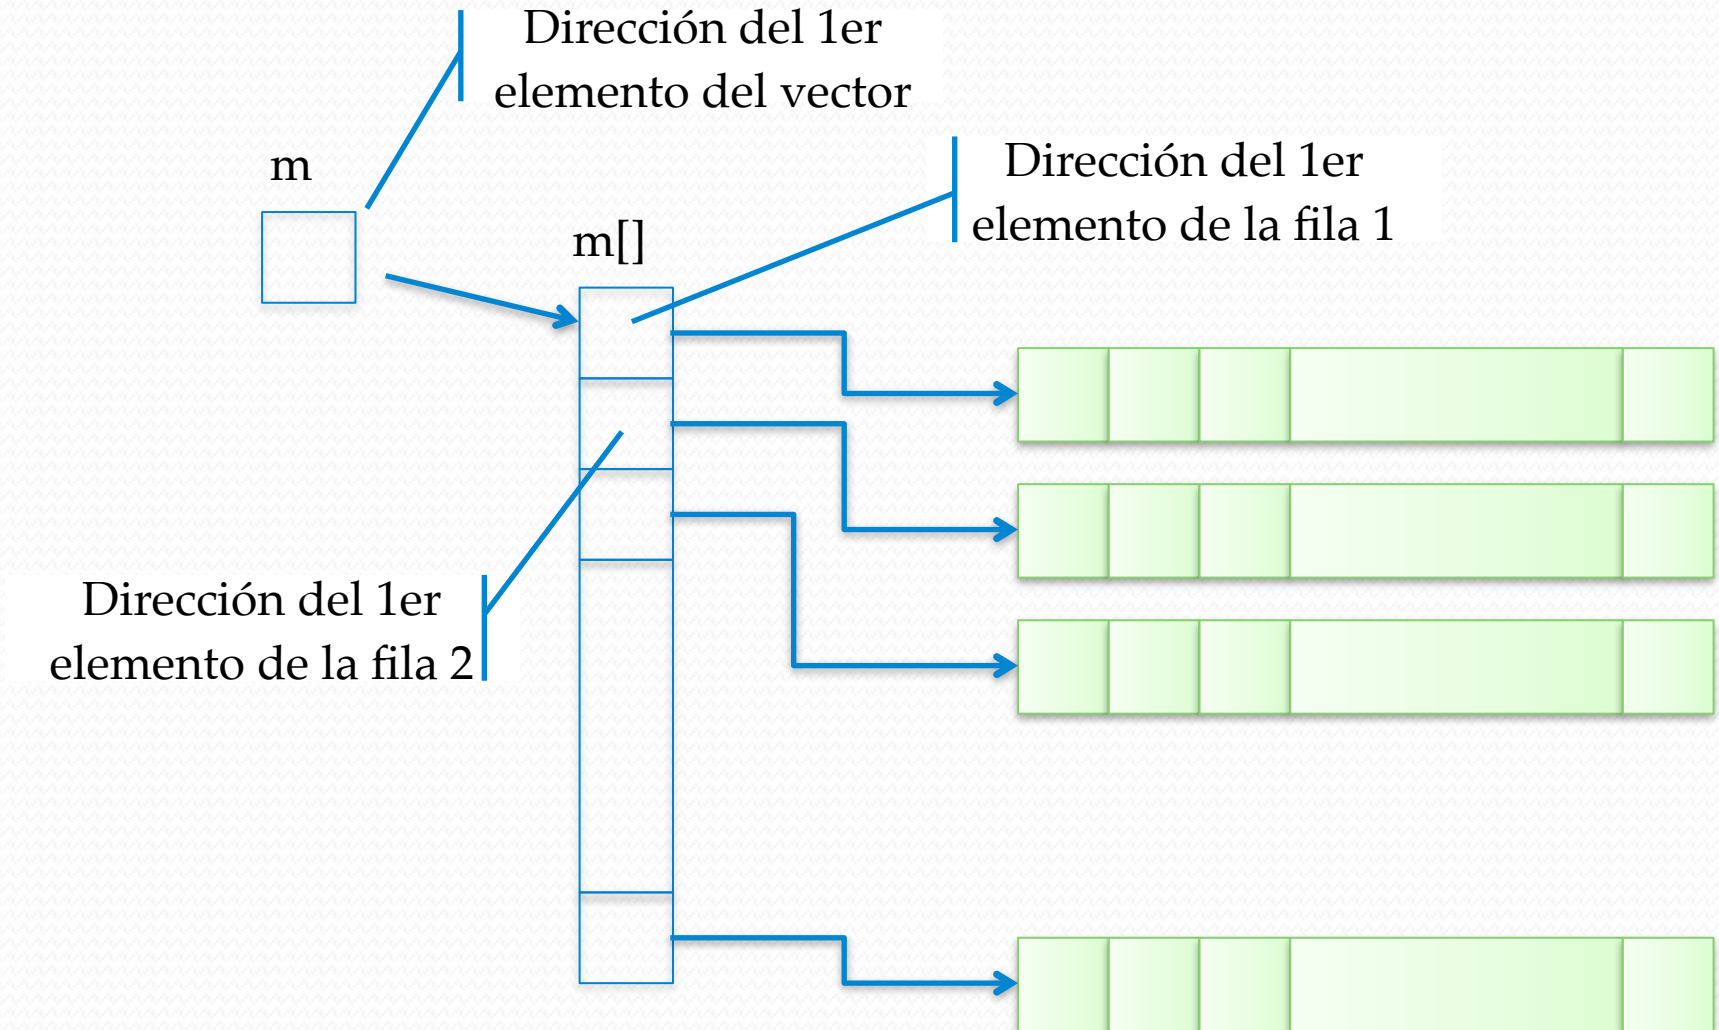 Dirección del 1er
elemento del vector
m
Dirección del 1er
elemento de la fila 1
m[]
Dirección del 1er
elemento de la fila 2